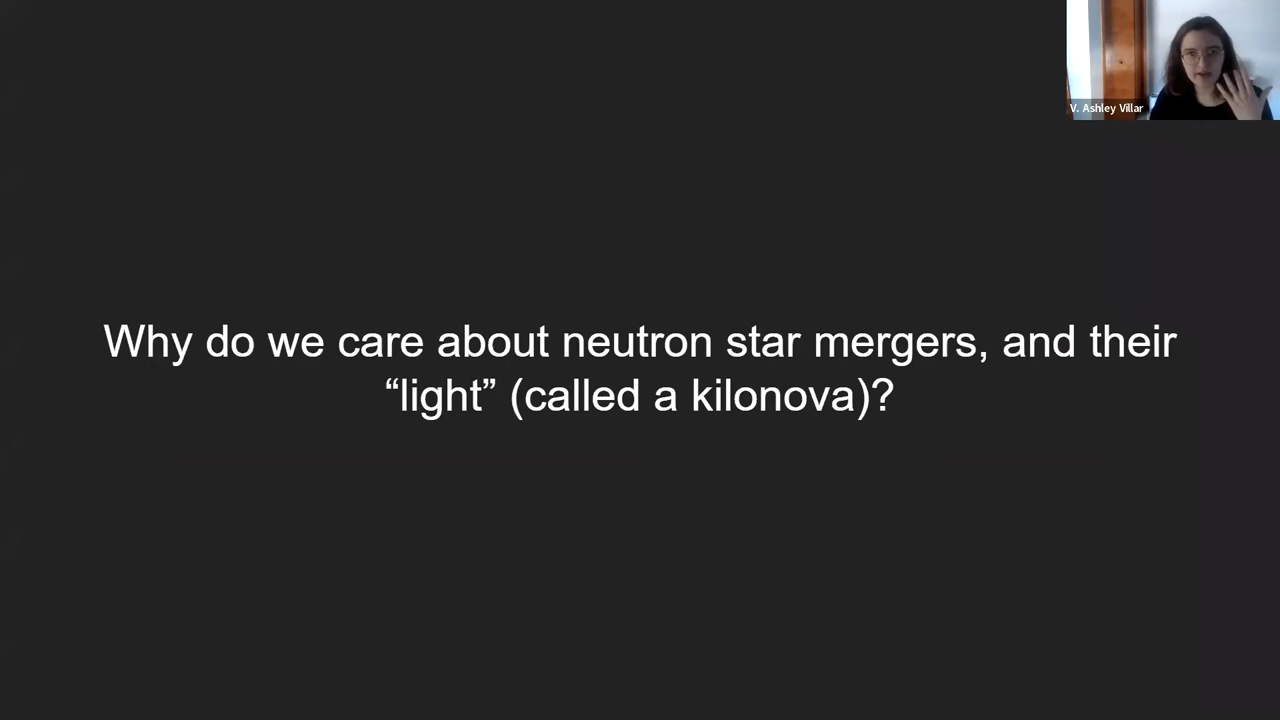 V. Ashley Villar
Why do we care about neutron star mergers, and their
“light” (called a kilonova)?